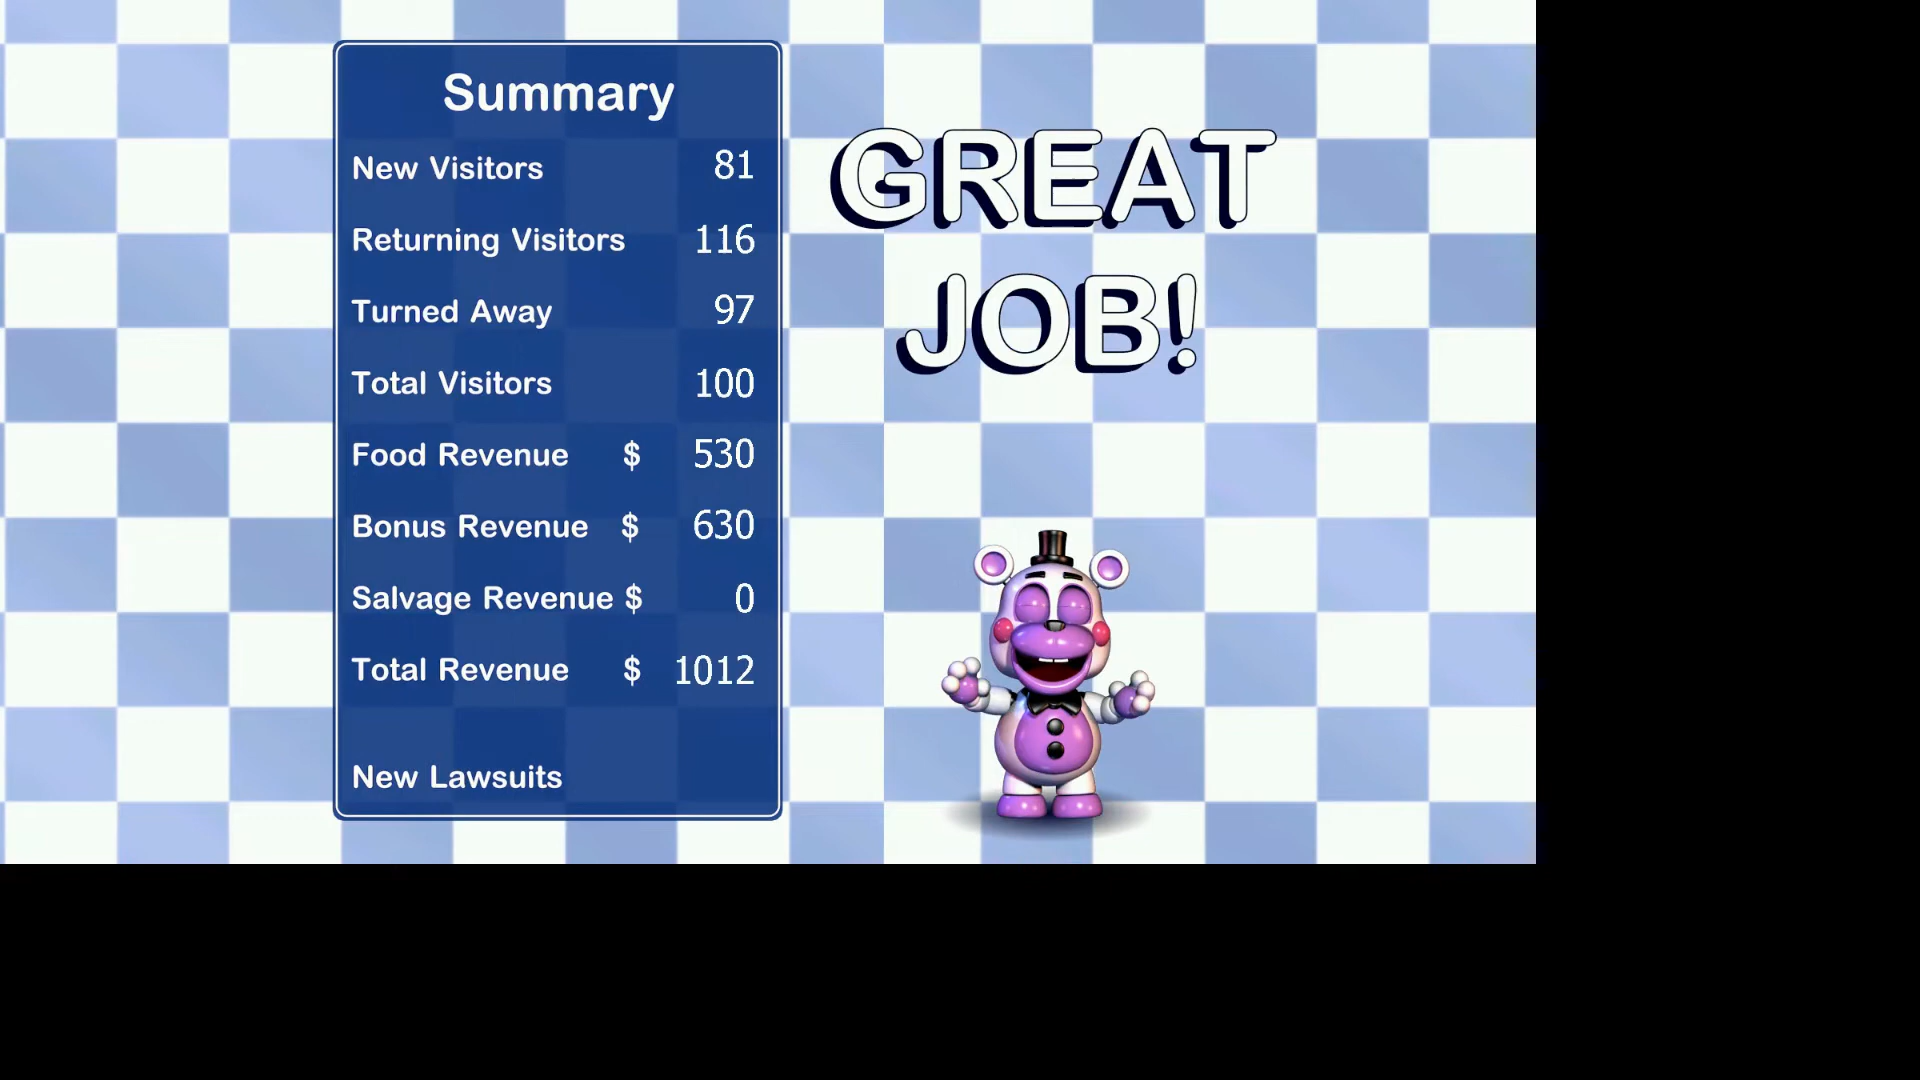 Summary
New Visitors 81
Returning Visitors 116
Turned Away 97
Total Visitors 100
Food Revenue $ 530
Bonus Revenue $ 630
Salvage Revenue $ 0
Total Revenue $ 1012
New Lawsuits
GREAT
JOB!